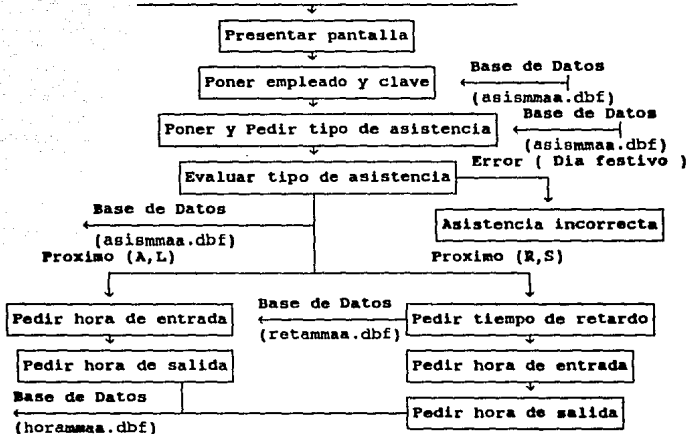 Presentar pantalla
Base de Datos
Poner empleado y clave
(asismmaa.dbf)
Base de Datos
Poner y Pedir tipo de asistencia
(asismmaa.dbf)
Error ( Dia festivo )
Evaluar tipo de asistencia
Base de Datos
(asismmaa.dbf)
Asistencia incorrecta
Proximo (A,L)
Proximo (R,S)
Base de Datos
Pedir hora de entrada
Pedir tiempo de retardo
(retammaa.dbf)
Pedir hora de salida
Pedir hora de entrada
Base de Datos
Pedir hora de salida
(horammaa.dbf)